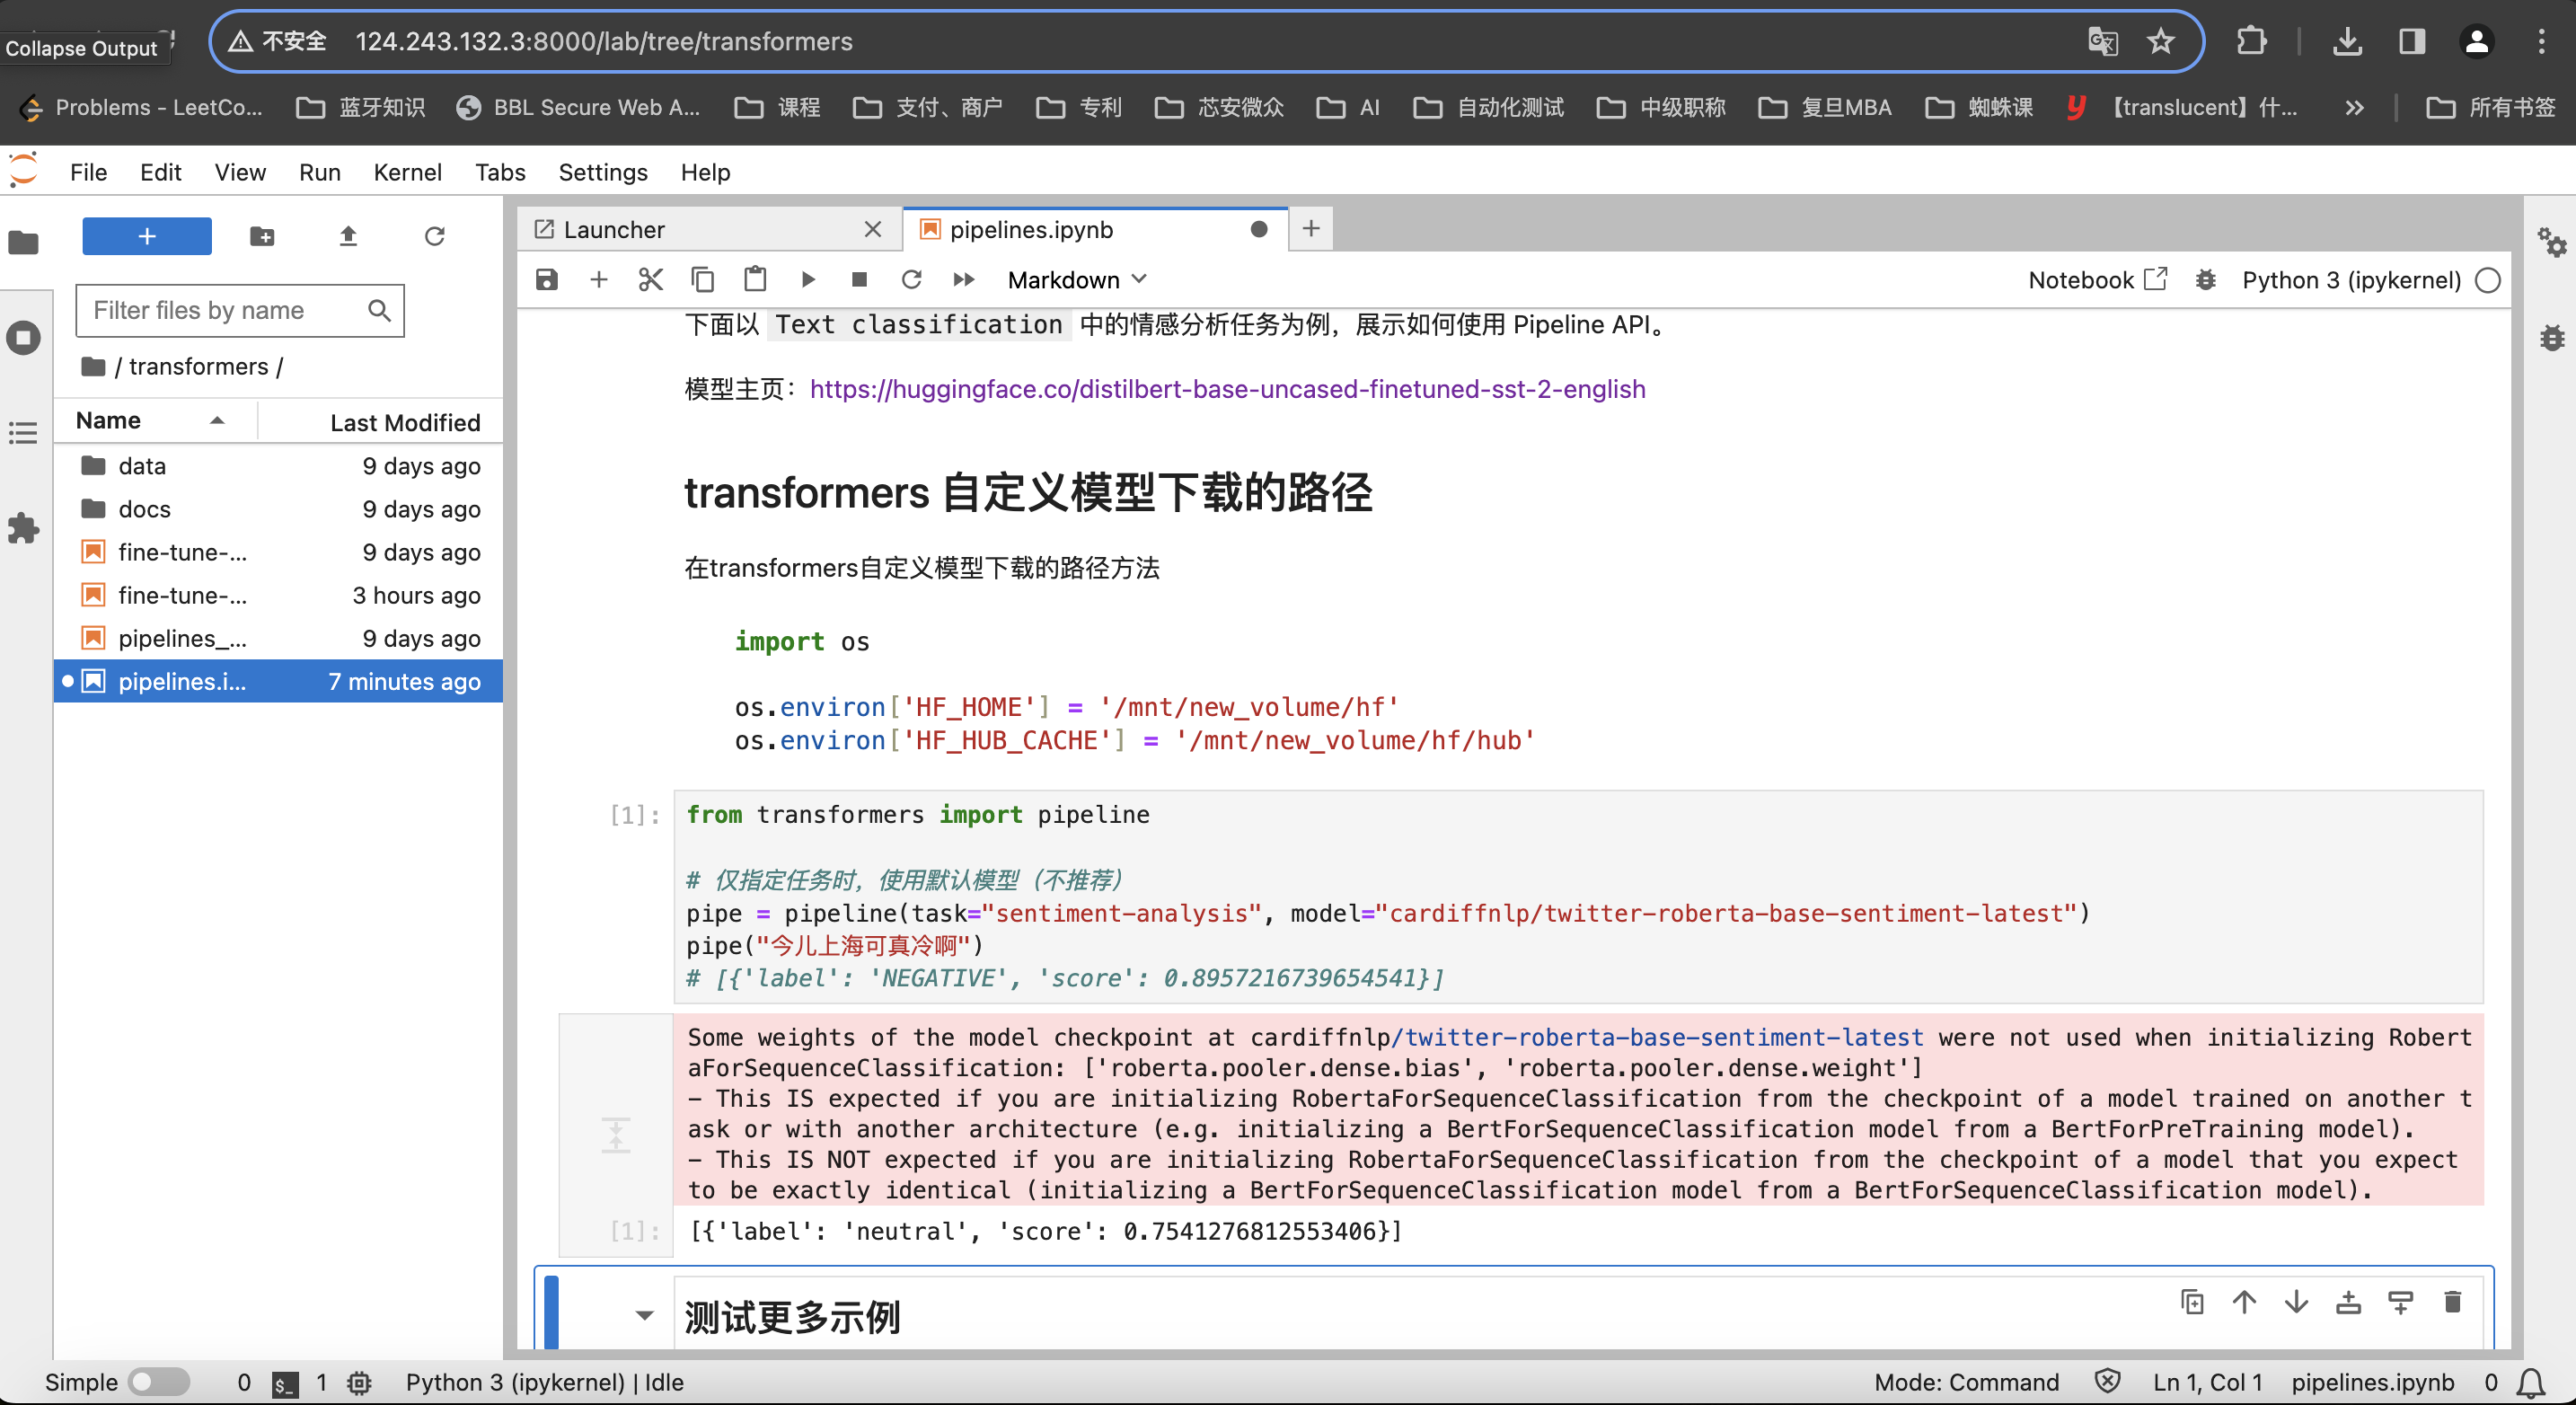 Collapse Output
不安全 124.243.132.3:8000/lab/tree/transformers
Problems - LeetCo... 蓝牙知识 BBL Secure Web A... 课程 支付、商户 专利 芯安微众 AI 自动化测试 中级职称 复旦MBA 蜘蛛课 【translucent】什... » 所有书签
File Edit View Run Kernel Tabs Settings Help
Filter files by name
/ transformers /
Name Last Modified
data 9 days ago
docs 9 days ago
fine-tune-... 9 days ago
fine-tune-... 3 hours ago
pipelines_... 9 days ago
pipelines.i... 7 minutes ago
Launcher pipelines.ipynb
Markdown Notebook Python 3 (ipykernel)
下面以 Text classification 中的情感分析任务为例，展示如何使用 Pipeline API。
模型主页：https://huggingface.co/distilbert-base-uncased-finetuned-sst-2-english
transformers 自定义模型下载的路径
在transformers自定义模型下载的路径方法
import os
os.environ['HF_HOME'] = '/mnt/new_volume/hf'
os.environ['HF_HUB_CACHE'] = '/mnt/new_volume/hf/hub'
[1]: from transformers import pipeline
# 仅指定任务时，使用默认模型（不推荐）
pipe = pipeline(task="sentiment-analysis", model="cardiffnlp/twitter-roberta-base-sentiment-latest")
pipe("今儿上海可真冷啊")
# [{'label': 'NEGATIVE', 'score': 0.8957216739654541}]
Some weights of the model checkpoint at cardiffnlp/twitter-roberta-base-sentiment-latest were not used when initializing Robert
aForSequenceClassification: ['roberta.pooler.dense.bias', 'roberta.pooler.dense.weight']
- This IS expected if you are initializing RobertaForSequenceClassification from the checkpoint of a model trained on another t
ask or with another architecture (e.g. initializing a BertForSequenceClassification model from a BertForPreTraining model).
- This IS NOT expected if you are initializing RobertaForSequenceClassification from the checkpoint of a model that you expect
to be exactly identical (initializing a BertForSequenceClassification model from a BertForSequenceClassification model).
[1]: [{'label': 'neutral', 'score': 0.7541276812553406}]
测试更多示例
Simple 0 $_ 1 Python 3 (ipykernel) | Idle Mode: Command Ln 1, Col 1 pipelines.ipynb 0